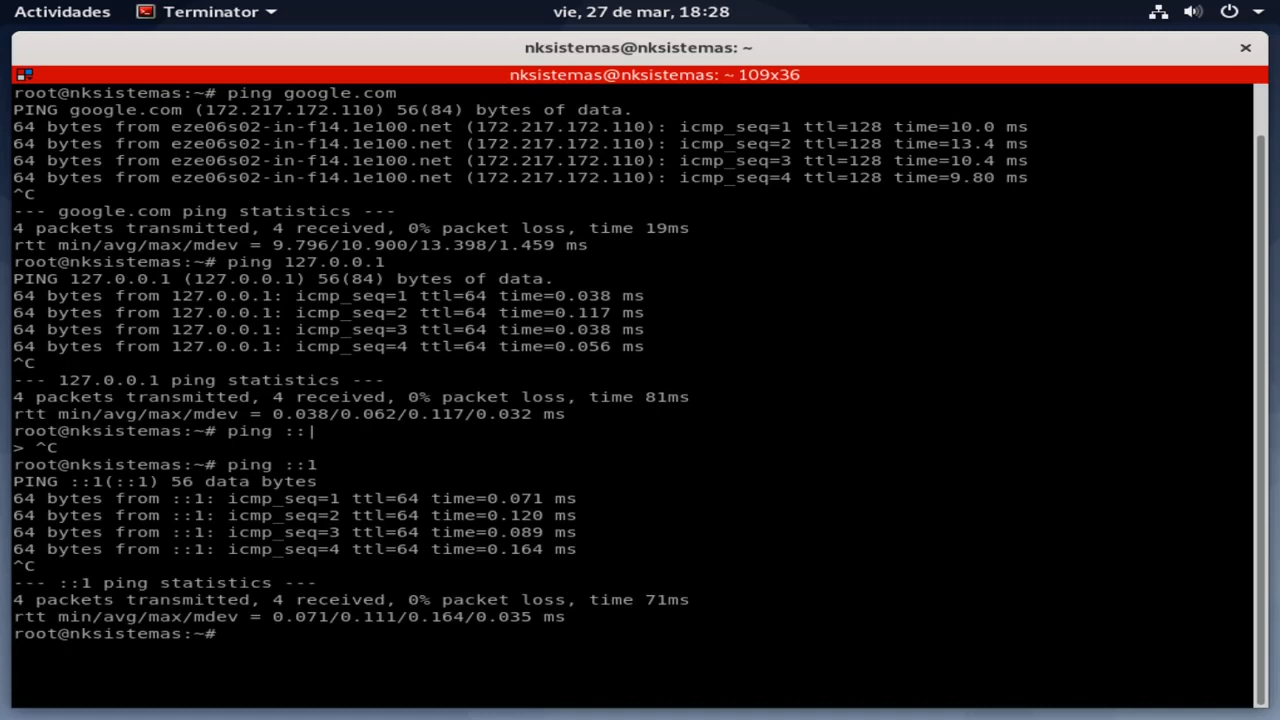 Actividades Terminator vie, 27 de mar, 18:28
nksistemas@nksistemas: ~
nksistemas@nksistemas: ~ 109x36
root@nksistemas:~# ping google.com
PING google.com (172.217.172.110) 56(84) bytes of data.
64 bytes from eze06s02-in-f14.1e100.net (172.217.172.110): icmp_seq=1 ttl=128 time=10.0 ms
64 bytes from eze06s02-in-f14.1e100.net (172.217.172.110): icmp_seq=2 ttl=128 time=13.4 ms
64 bytes from eze06s02-in-f14.1e100.net (172.217.172.110): icmp_seq=3 ttl=128 time=10.4 ms
64 bytes from eze06s02-in-f14.1e100.net (172.217.172.110): icmp_seq=4 ttl=128 time=9.80 ms
^C
--- google.com ping statistics ---
4 packets transmitted, 4 received, 0% packet loss, time 19ms
rtt min/avg/max/mdev = 9.796/10.900/13.398/1.459 ms
root@nksistemas:~# ping 127.0.0.1
PING 127.0.0.1 (127.0.0.1) 56(84) bytes of data.
64 bytes from 127.0.0.1: icmp_seq=1 ttl=64 time=0.038 ms
64 bytes from 127.0.0.1: icmp_seq=2 ttl=64 time=0.117 ms
64 bytes from 127.0.0.1: icmp_seq=3 ttl=64 time=0.038 ms
64 bytes from 127.0.0.1: icmp_seq=4 ttl=64 time=0.056 ms
^C
--- 127.0.0.1 ping statistics ---
4 packets transmitted, 4 received, 0% packet loss, time 81ms
rtt min/avg/max/mdev = 0.038/0.062/0.117/0.032 ms
root@nksistemas:~# ping ::|
> ^C
root@nksistemas:~# ping ::1
PING ::1(::1) 56 data bytes
64 bytes from ::1: icmp_seq=1 ttl=64 time=0.071 ms
64 bytes from ::1: icmp_seq=2 ttl=64 time=0.120 ms
64 bytes from ::1: icmp_seq=3 ttl=64 time=0.089 ms
64 bytes from ::1: icmp_seq=4 ttl=64 time=0.164 ms
^C
--- ::1 ping statistics ---
4 packets transmitted, 4 received, 0% packet loss, time 71ms
rtt min/avg/max/mdev = 0.071/0.111/0.164/0.035 ms
root@nksistemas:~#